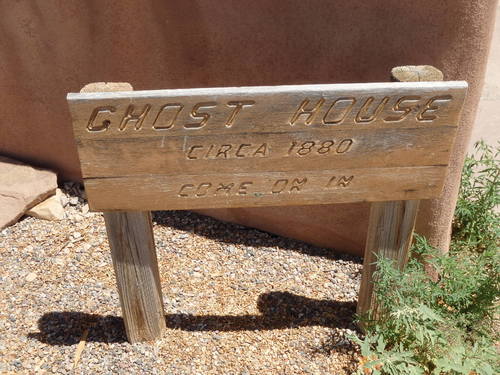 GHOST HOUSE
CIRCA 1880
COME ON IN